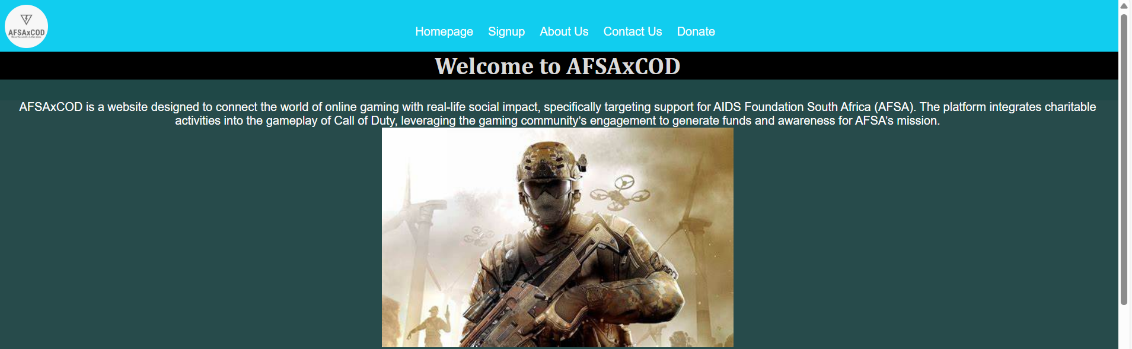 AFSAxCOD
Homepage Signup About Us Contact Us Donate
Welcome to AFSAxCOD
AFSAxCOD is a website designed to connect the world of online gaming with real-life social impact, specifically targeting support for AIDS Foundation South Africa (AFSA). The platform integrates charitable
activities into the gameplay of Call of Duty, leveraging the gaming community's engagement to generate funds and awareness for AFSA's mission.